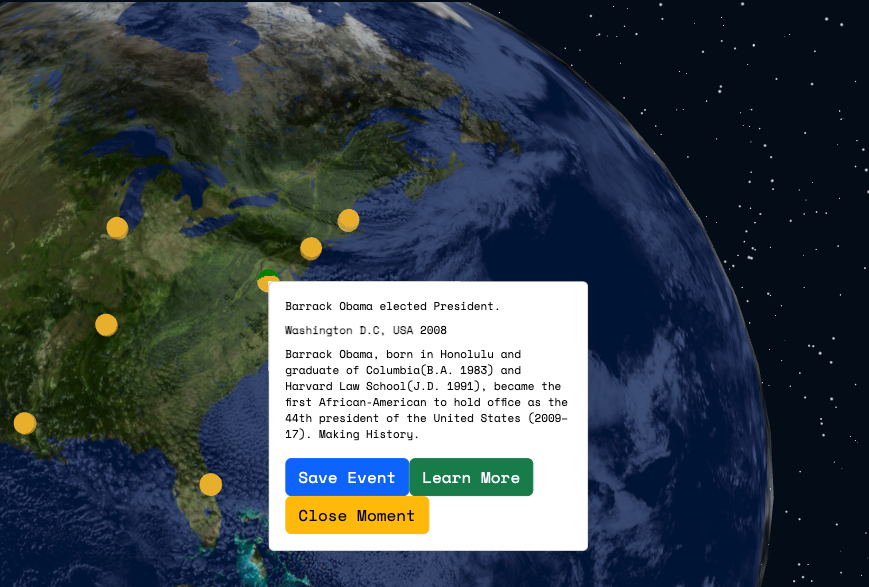 Barrack Obama elected President.
Washington D.C, USA 2008
Barrack Obama, born in Honolulu and
graduate of Columbia(B.A. 1983) and
Harvard Law School(J.D. 1991), became the
first African-American to hold office as the
44th president of the United States (2009–
17). Making History.
Save Event Learn More
Close Moment